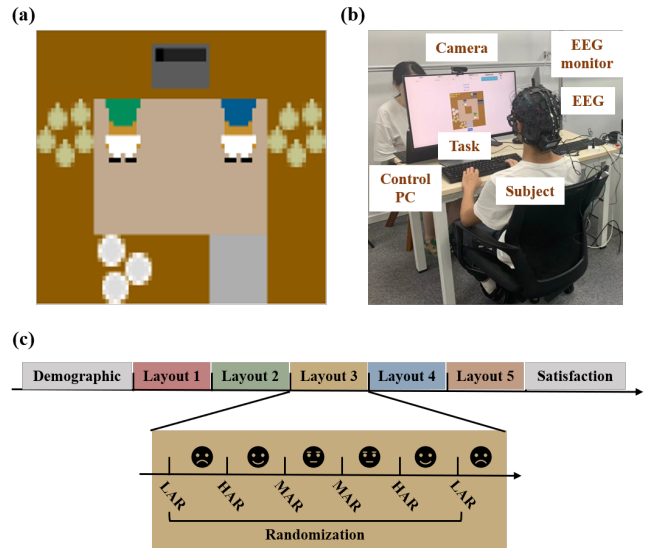 (a)
(b)
Camera
EEG
monitor
EEG
Task
Control
PC
Subject
(c)
Demographic
Layout 1
Layout 2
Layout 3
Layout 4
Layout 5
Satisfaction
LAR
HAR
MAR
MAR
HAR
LAR
Randomization